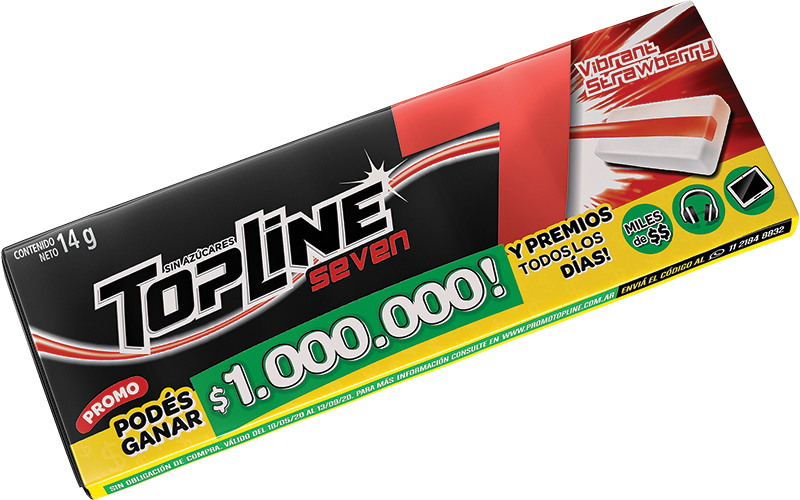 Vibrant
Strawberry
7
CONTENIDO
NETO 14 g
SIN AZÚCARES
TOPLINE
seven
PROMO
PODÉS
GANAR
$1.000.000!
Y PREMIOS
TODOS LOS
DÍAS!
MILES
de $$
ENVIÁ EL CÓDIGO AL 11 2184 8832
SIN OBLIGACIÓN DE COMPRA. VÁLIDO DEL 18/05/20 AL 13/09/20. PARA MÁS INFORMACIÓN CONSULTE EN WWW.PROMOTOPLINE.COM.AR